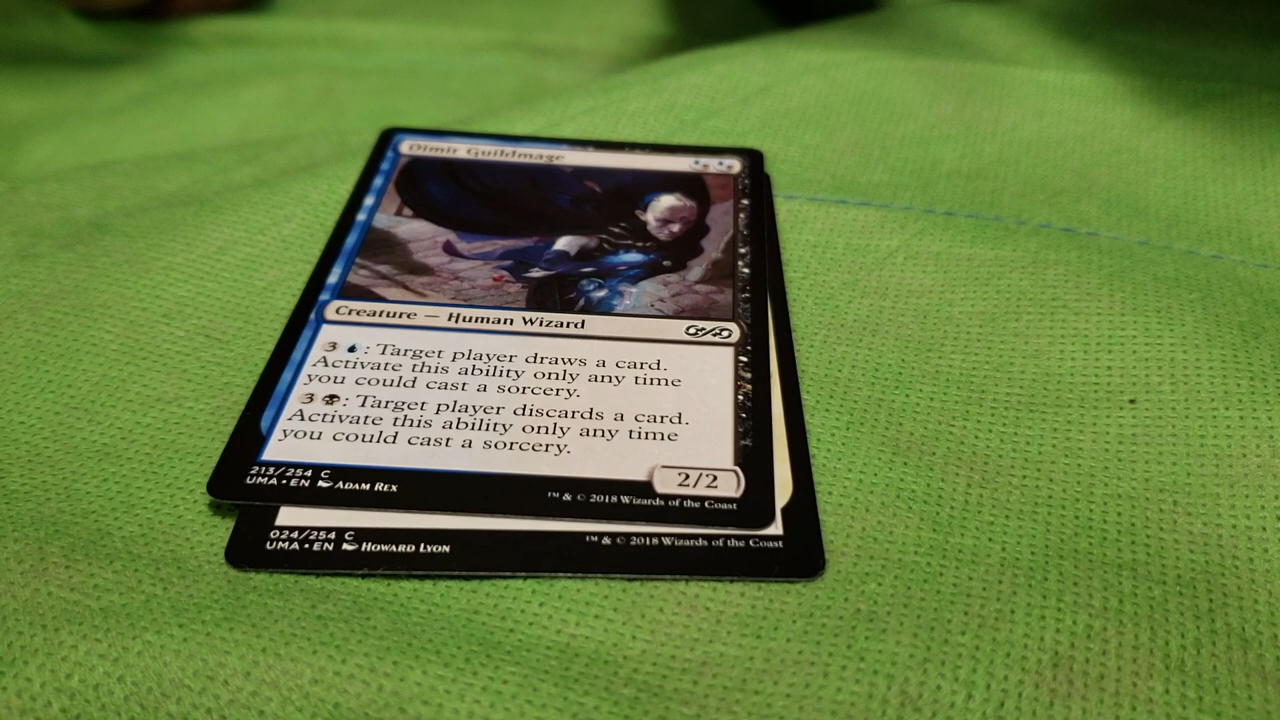 Dimir Guildmage
Creature — Human Wizard
3 : Target player draws a card.
Activate this ability only any time
you could cast a sorcery.
3 : Target player discards a card.
Activate this ability only any time
you could cast a sorcery.
2/2
213/254 C
UMA • EN Adam Rex
™ & © 2018 Wizards of the Coast
024/254 C
UMA • EN Howard Lyon
™ & © 2018 Wizards of the Coast